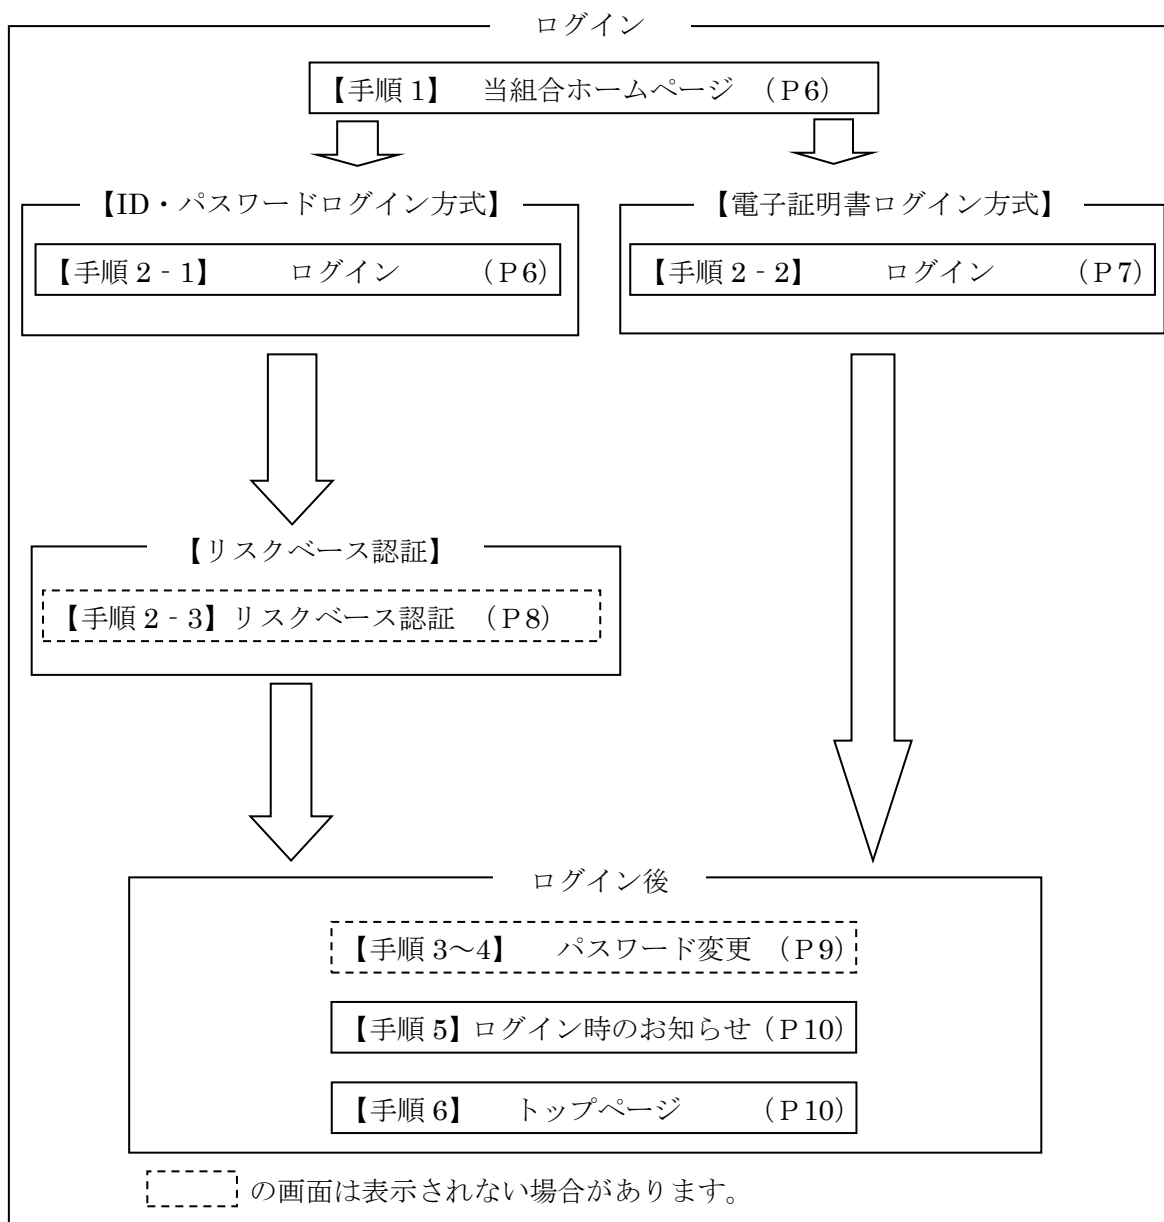 ログイン
【手順1】　当組合ホームページ　（P6）
【ID・パスワードログイン方式】
【手順2‐1】　ログイン　（P6）
【電子証明書ログイン方式】
【手順2‐2】　ログイン　（P7）
【リスクベース認証】
【手順2‐3】リスクベース認証　（P8）
ログイン後
【手順3～4】　パスワード変更　（P9）
【手順5】ログイン時のお知らせ（P10）
【手順6】　トップページ　（P10）
の画面は表示されない場合があります。